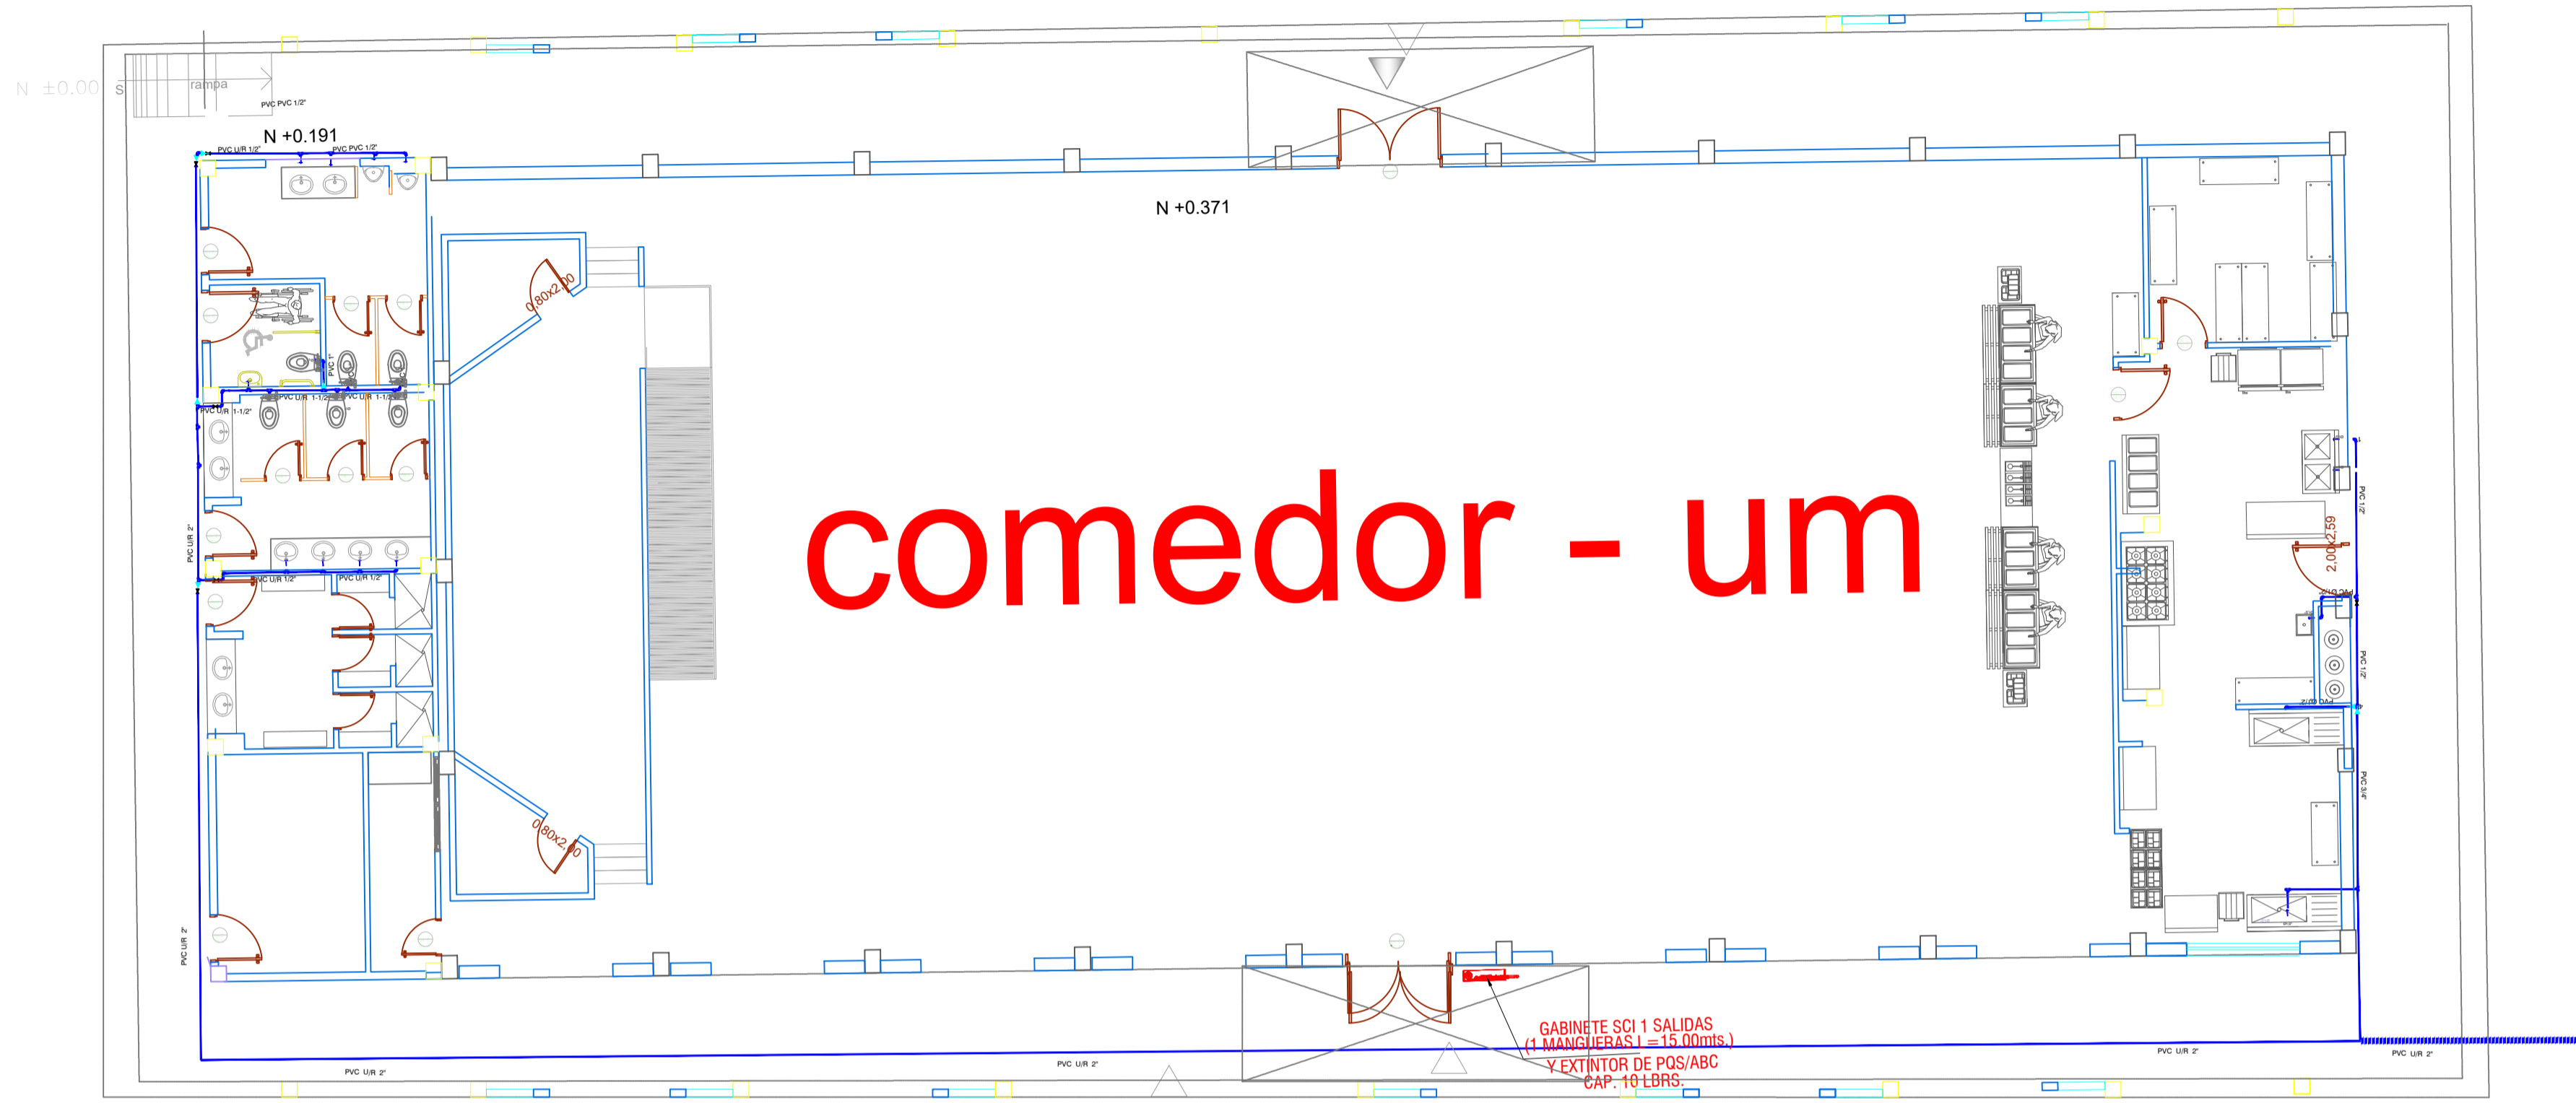 N ±0.00 s
rampa
PVC PVC 1/2"
N +0.191
PVC U/R 1/2"
PVC PVC 1/2"
N +0.371
0,80x2,00
PVC 1"
PVC U/R 1-1/2"
PVC U/R 1-1/2"
PVC U/R 1-1/2"
PVC 1/2"
comedor - um
2,00x2,59
PVC U/R 2"
PVC U/R 1/2"
PVC U/R 1/2"
PVC 1/2"
PVC 3/4"
0,80x2,00
PVC U/R 2"
GABINETE SCI 1 SALIDAS
(1 MANGUERAS L=15.00mts.)
Y EXTINTOR DE PQS/ABC
CAP. 10 LBRS.
PVC U/R 2"
PVC U/R 2"
PVC U/R 2"
PVC U/R 2"